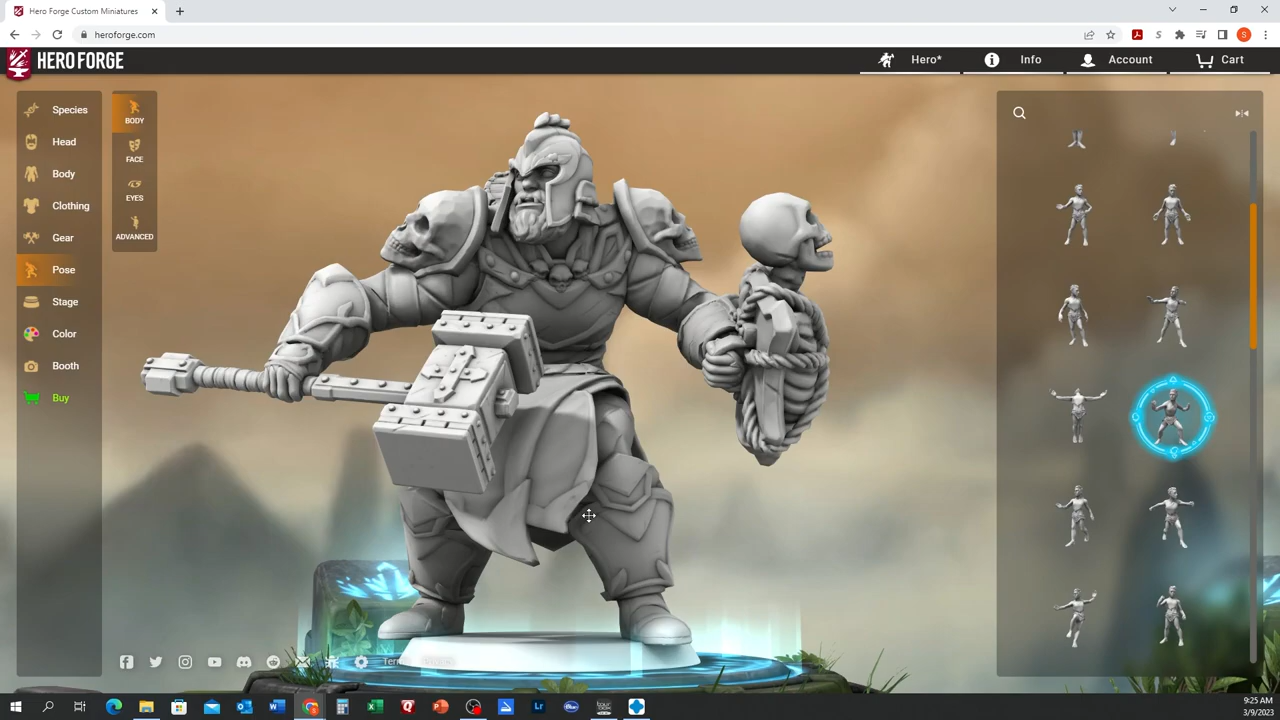 Hero Forge Custom Miniatures
heroforge.com
S
HERO FORGE
Hero*
Info
Account
Cart
Species
Head
Body
Clothing
Gear
Pose
Stage
Color
Booth
Buy
BODY
FACE
EYES
ADVANCED
9:25 AM
3/9/2023